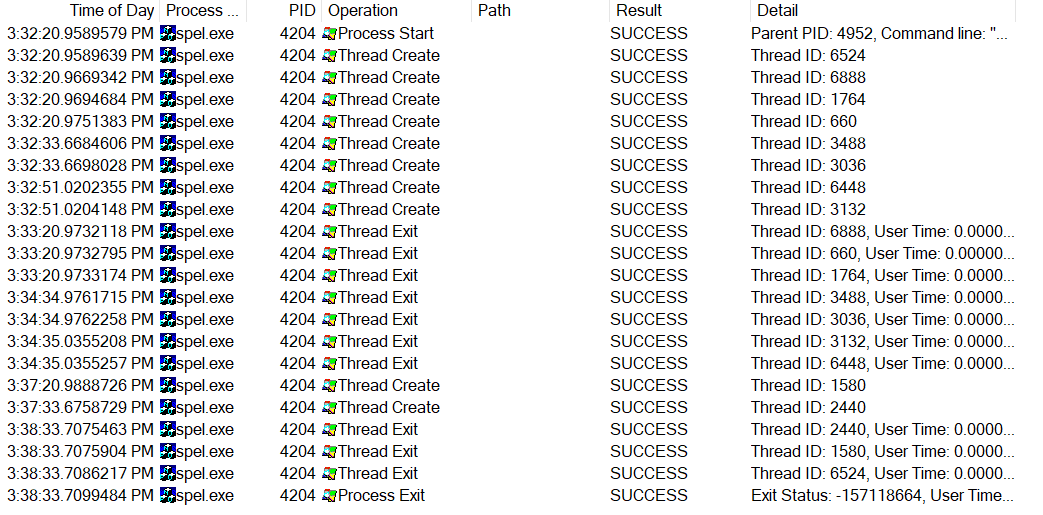 Time of Day Process ... PID Operation Path Result Detail
3:32:20.9589579 PM spel.exe 4204 Process Start SUCCESS Parent PID: 4952, Command line: "...
3:32:20.9589639 PM spel.exe 4204 Thread Create SUCCESS Thread ID: 6524
3:32:20.9669342 PM spel.exe 4204 Thread Create SUCCESS Thread ID: 6888
3:32:20.9694684 PM spel.exe 4204 Thread Create SUCCESS Thread ID: 1764
3:32:20.9751383 PM spel.exe 4204 Thread Create SUCCESS Thread ID: 660
3:32:33.6684606 PM spel.exe 4204 Thread Create SUCCESS Thread ID: 3488
3:32:33.6698028 PM spel.exe 4204 Thread Create SUCCESS Thread ID: 3036
3:32:51.0202355 PM spel.exe 4204 Thread Create SUCCESS Thread ID: 6448
3:32:51.0204148 PM spel.exe 4204 Thread Create SUCCESS Thread ID: 3132
3:33:20.9732118 PM spel.exe 4204 Thread Exit SUCCESS Thread ID: 6888, User Time: 0.0000...
3:33:20.9732795 PM spel.exe 4204 Thread Exit SUCCESS Thread ID: 660, User Time: 0.00000...
3:33:20.9733174 PM spel.exe 4204 Thread Exit SUCCESS Thread ID: 1764, User Time: 0.0000...
3:34:34.9761715 PM spel.exe 4204 Thread Exit SUCCESS Thread ID: 3488, User Time: 0.0000...
3:34:34.9762258 PM spel.exe 4204 Thread Exit SUCCESS Thread ID: 3036, User Time: 0.0000...
3:34:35.0355208 PM spel.exe 4204 Thread Exit SUCCESS Thread ID: 3132, User Time: 0.0000...
3:34:35.0355257 PM spel.exe 4204 Thread Exit SUCCESS Thread ID: 6448, User Time: 0.0000...
3:37:20.9888726 PM spel.exe 4204 Thread Create SUCCESS Thread ID: 1580
3:37:33.6758729 PM spel.exe 4204 Thread Create SUCCESS Thread ID: 2440
3:38:33.7075463 PM spel.exe 4204 Thread Exit SUCCESS Thread ID: 2440, User Time: 0.0000...
3:38:33.7075904 PM spel.exe 4204 Thread Exit SUCCESS Thread ID: 1580, User Time: 0.0000...
3:38:33.7086217 PM spel.exe 4204 Thread Exit SUCCESS Thread ID: 6524, User Time: 0.0000...
3:38:33.7099484 PM spel.exe 4204 Process Exit SUCCESS Exit Status: -157118664, User Time...